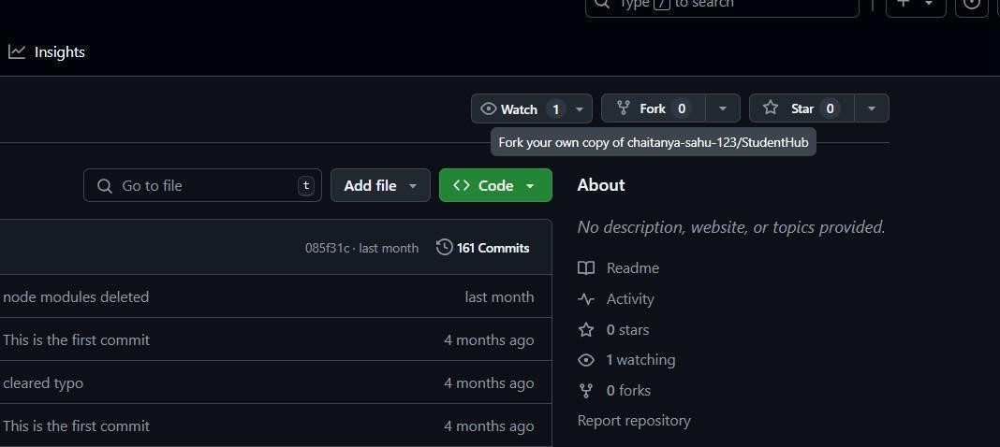 Type / to search
Insights
Watch 1
Fork 0
Star 0
Fork your own copy of chaitanya-sahu-123/StudentHub
Go to file t
Add file
Code
About
No description, website, or topics provided.
085f31c · last month
161 Commits
Readme
node modules deleted last month
Activity
This is the first commit 4 months ago
0 stars
1 watching
cleared typo 4 months ago
0 forks
This is the first commit 4 months ago
Report repository